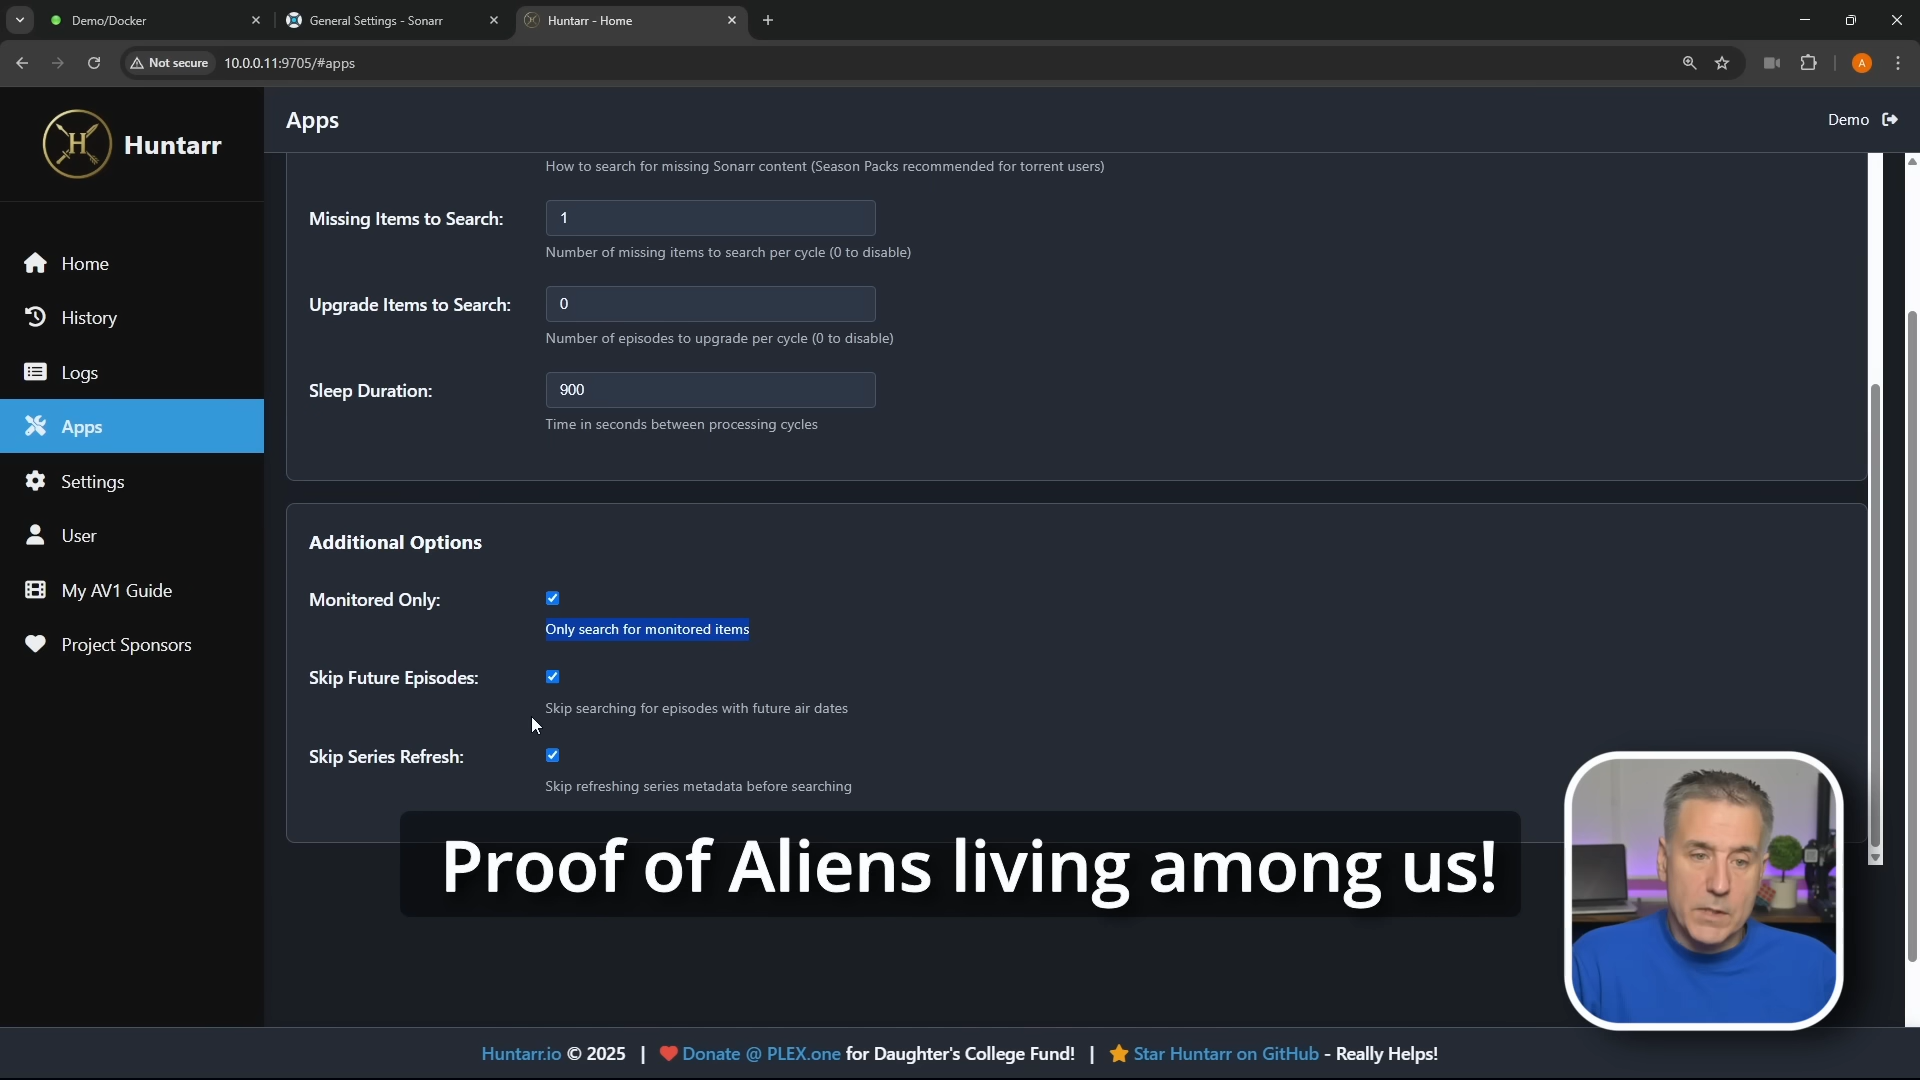 Demo/Docker
General Settings - Sonarr
Huntarr - Home
Not secure
10.0.0.11:9705/#apps
A
H
Huntarr
Apps
Demo
Home
History
Logs
Apps
Settings
User
My AV1 Guide
Project Sponsors
How to search for missing Sonarr content (Season Packs recommended for torrent users)
Missing Items to Search:
1
Number of missing items to search per cycle (0 to disable)
Upgrade Items to Search:
0
Number of episodes to upgrade per cycle (0 to disable)
Sleep Duration:
900
Time in seconds between processing cycles
Additional Options
Monitored Only:
Only search for monitored items
Skip Future Episodes:
Skip searching for episodes with future air dates
Skip Series Refresh:
Skip refreshing series metadata before searching
Proof of Aliens living among us!
Huntarr.io © 2025 | Donate @ PLEX.one for Daughter's College Fund! | Star Huntarr on GitHub - Really Helps!